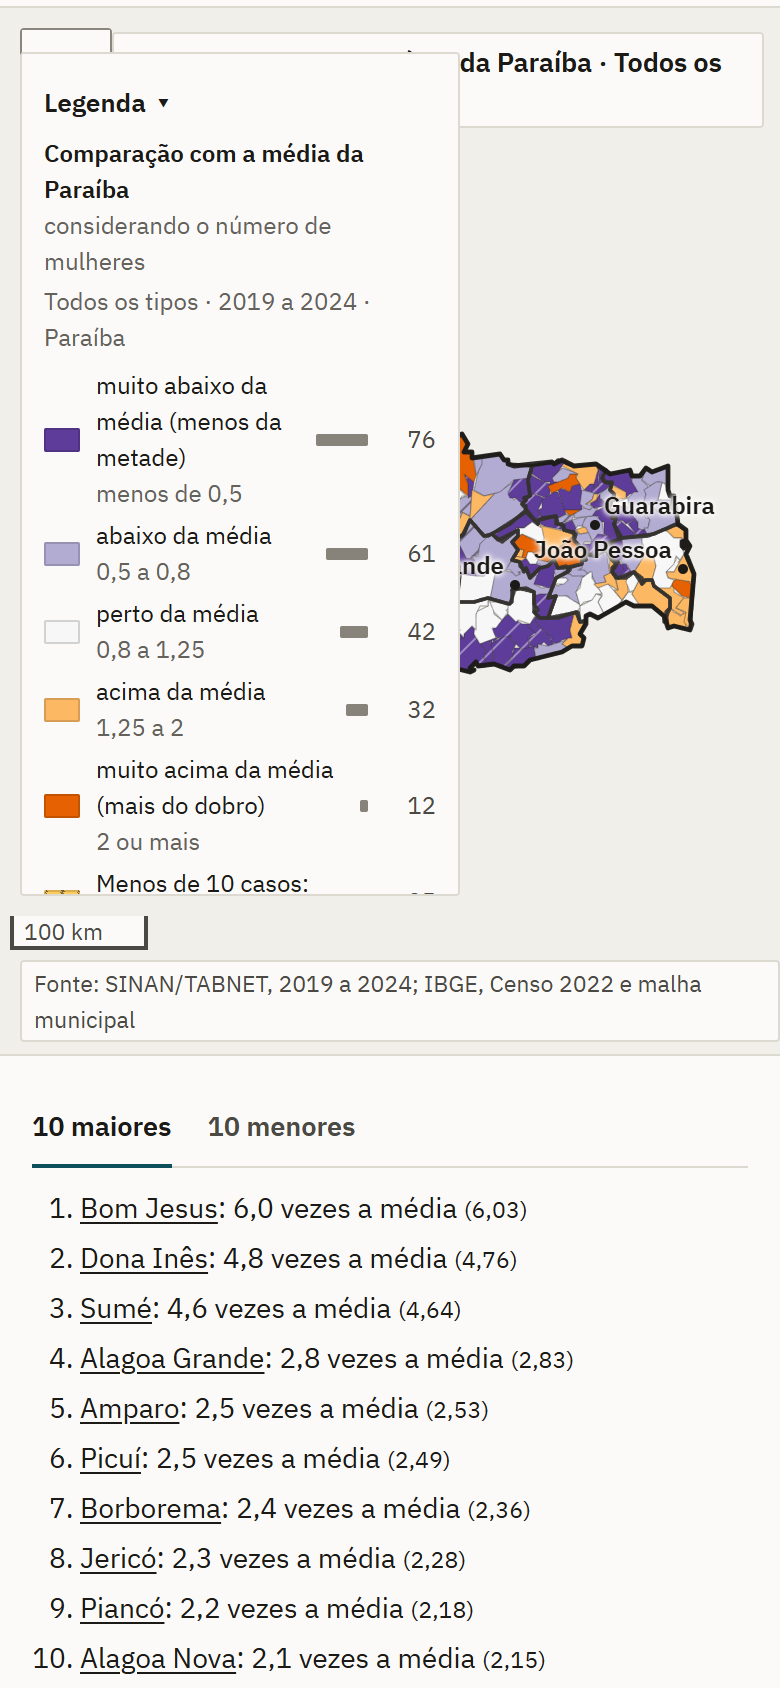 da Paraíba · Todos os
Legenda ▼
Comparação com a média da
Paraíba
considerando o número de
mulheres
Todos os tipos · 2019 a 2024 ·
Paraíba
muito abaixo da
média (menos da
metade)
menos de 0,5
76
abaixo da média
0,5 a 0,8
61
perto da média
0,8 a 1,25
42
acima da média
1,25 a 2
32
muito acima da média
(mais do dobro)
2 ou mais
12
Menos de 10 casos:
Guarabira
João Pessoa
nde
100 km
Fonte: SINAN/TABNET, 2019 a 2024; IBGE, Censo 2022 e malha
municipal
10 maiores 10 menores
1. Bom Jesus: 6,0 vezes a média (6,03)
2. Dona Inês: 4,8 vezes a média (4,76)
3. Sumé: 4,6 vezes a média (4,64)
4. Alagoa Grande: 2,8 vezes a média (2,83)
5. Amparo: 2,5 vezes a média (2,53)
6. Picuí: 2,5 vezes a média (2,49)
7. Borborema: 2,4 vezes a média (2,36)
8. Jericó: 2,3 vezes a média (2,28)
9. Piancó: 2,2 vezes a média (2,18)
10. Alagoa Nova: 2,1 vezes a média (2,15)